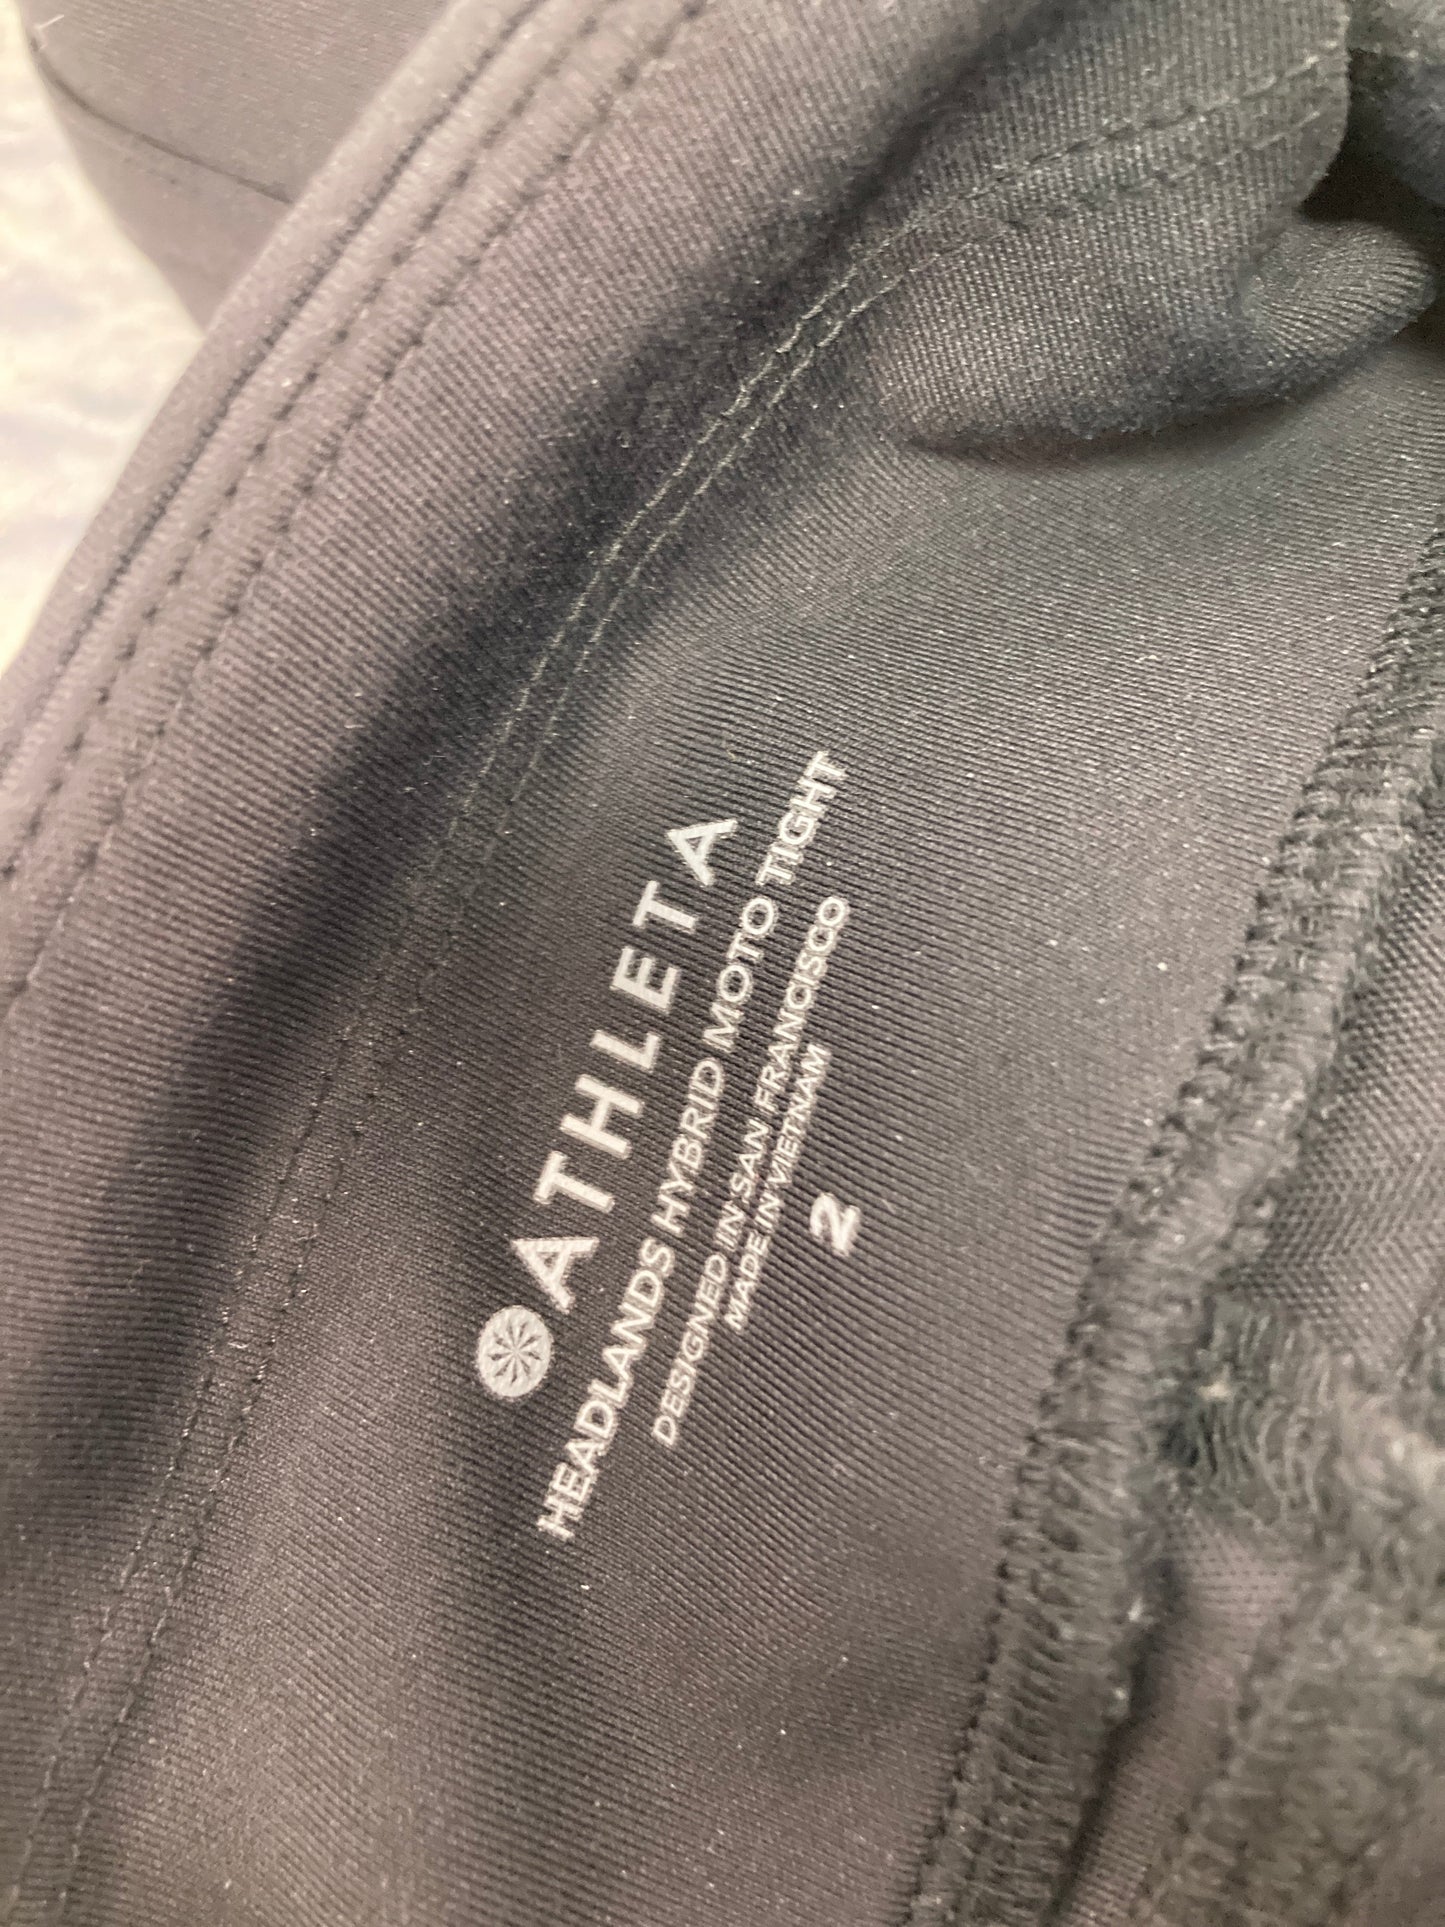 ATHLETA
HEADLANDS HYBRID MOTO TIGHT
DESIGNED IN SAN FRANCISCO
MADE IN VIETNAM
2